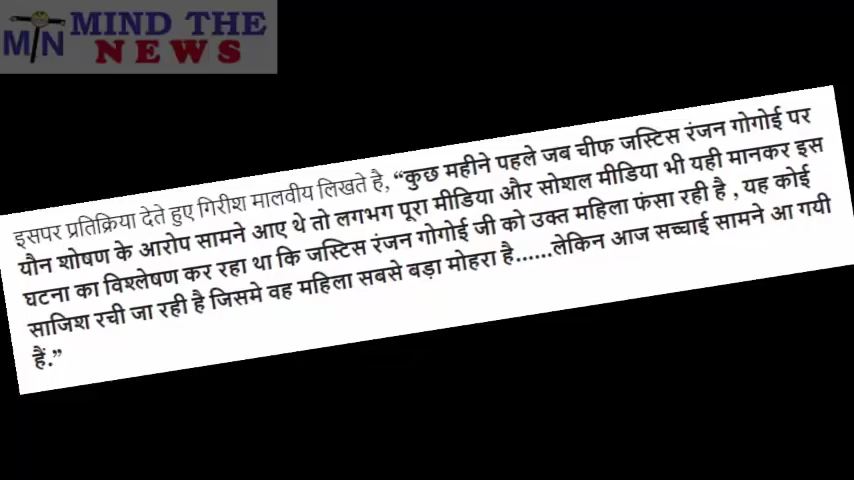 MIND THE
NEWS
MTN
इसपर प्रतिक्रिया देते हुए गिरीश मालवीय लिखते है, “कुछ महीने पहले जब चीफ जस्टिस रंजन गोगोई पर
यौन शोषण के आरोप सामने आए थे तो लगभग पूरा मीडिया और सोशल मीडिया भी यही मानकर इस
घटना का विश्लेषण कर रहा था कि जस्टिस रंजन गोगोई जी को उक्त महिला फंसा रही है , यह कोई
साजिश रची जा रही है जिसमे वह महिला सबसे बड़ा मोहरा है......लेकिन आज सच्चाई सामने आ गयी
हैं.”